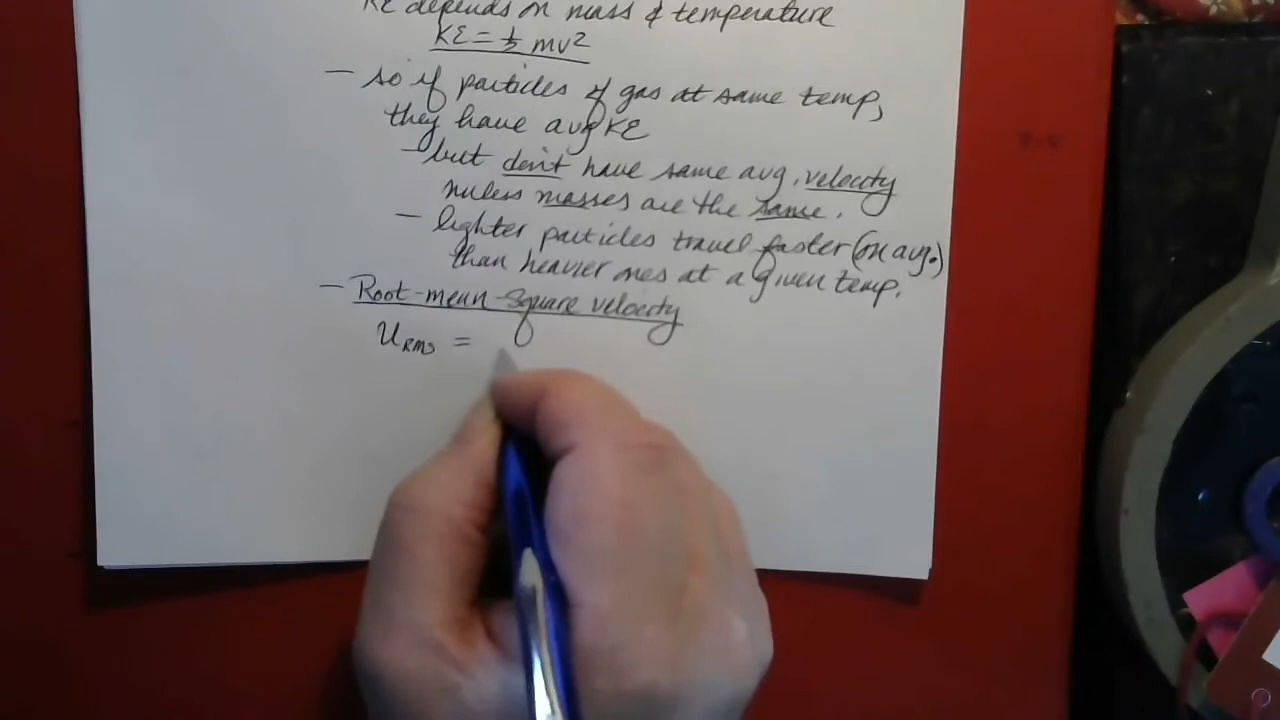 KE depends on mass & temperature
KE = 1/2 mv²
— so if particles of gas at same temp,
they have avg KE
— but don't have same avg. velocity
unless masses are the same.
— lighter particles travel faster (on avg.)
than heavier ones at a given temp.
— Root-mean-square velocity
U RMS =